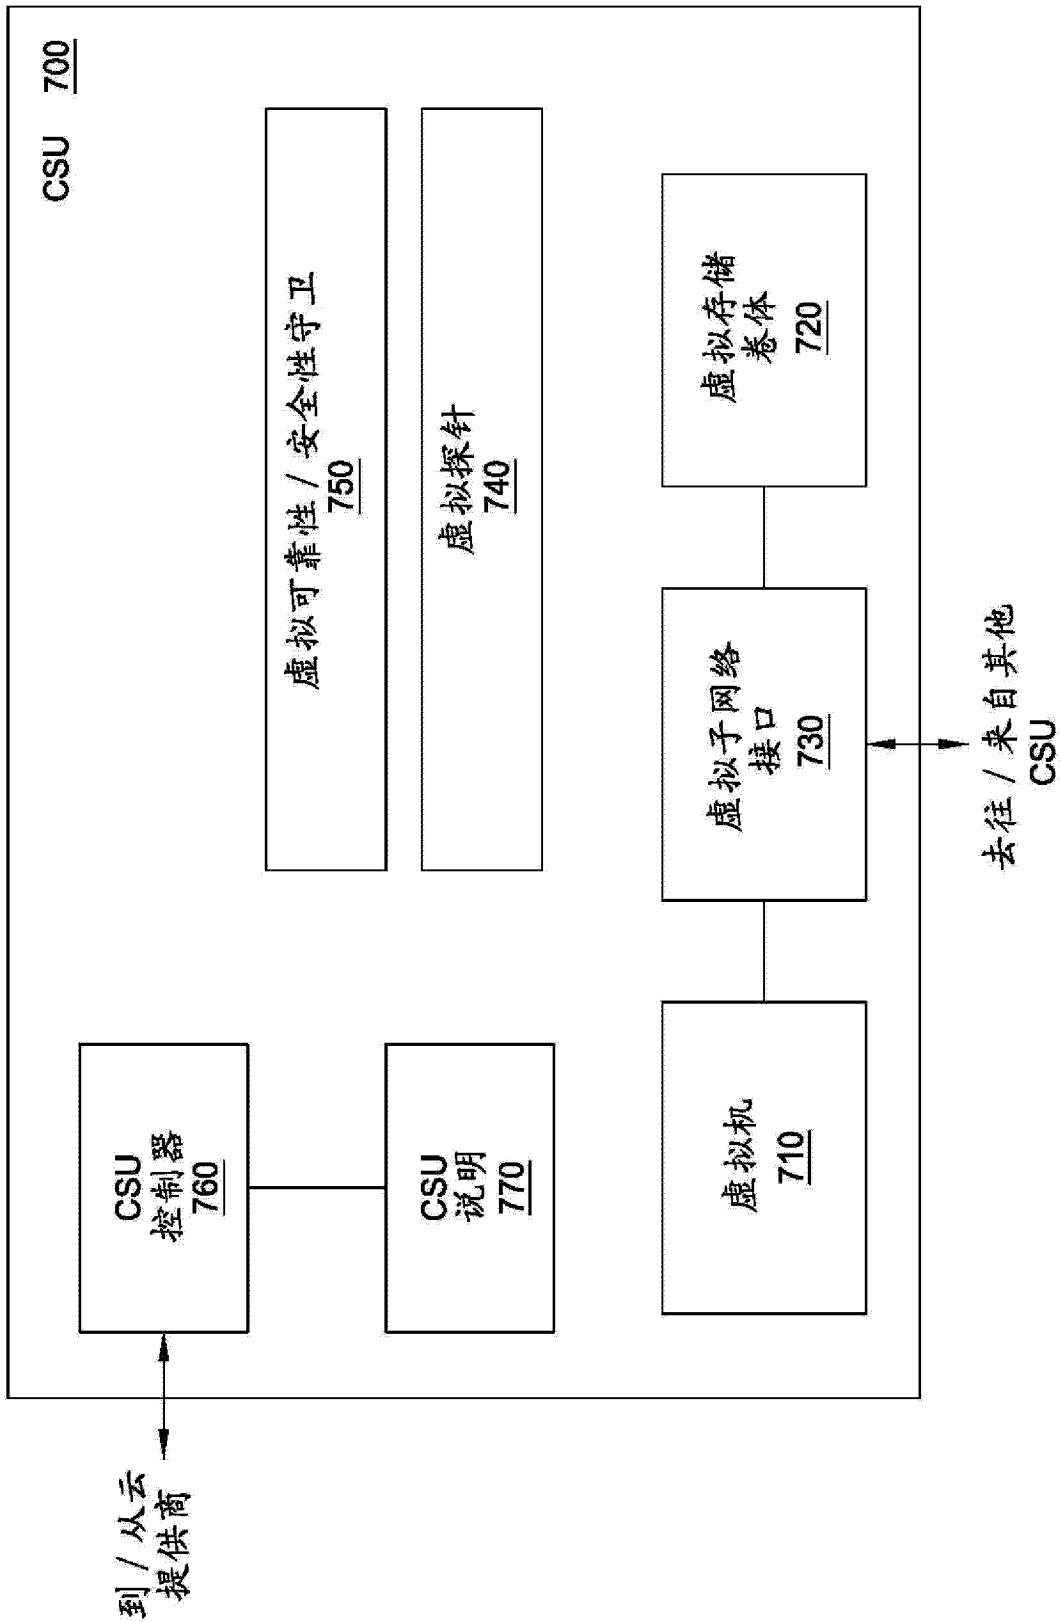 CSU 700
到 / 从云
提供商
CSU
控制器
760
虚拟可靠性 / 安全性守卫
750
CSU
说明
770
虚拟探针
740
虚拟机
710
虚拟子网络
接口
730
虚拟存储
卷体
720
去往 / 来自其他
CSU